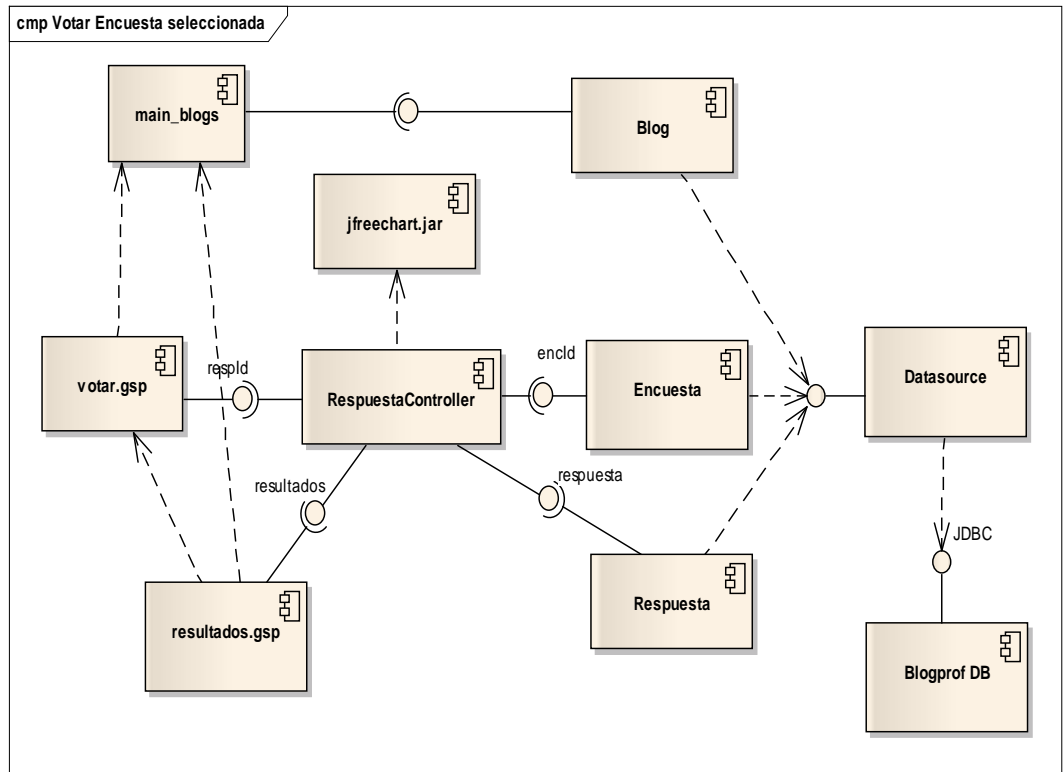 cmp Votar Encuesta seleccionada
main_blogs
Blog
jfreechart.jar
votar.gsp
respId
RespuestaController
encId
Encuesta
Datasource
resultados
respuesta
JDBC
resultados.gsp
Respuesta
Blogprof DB